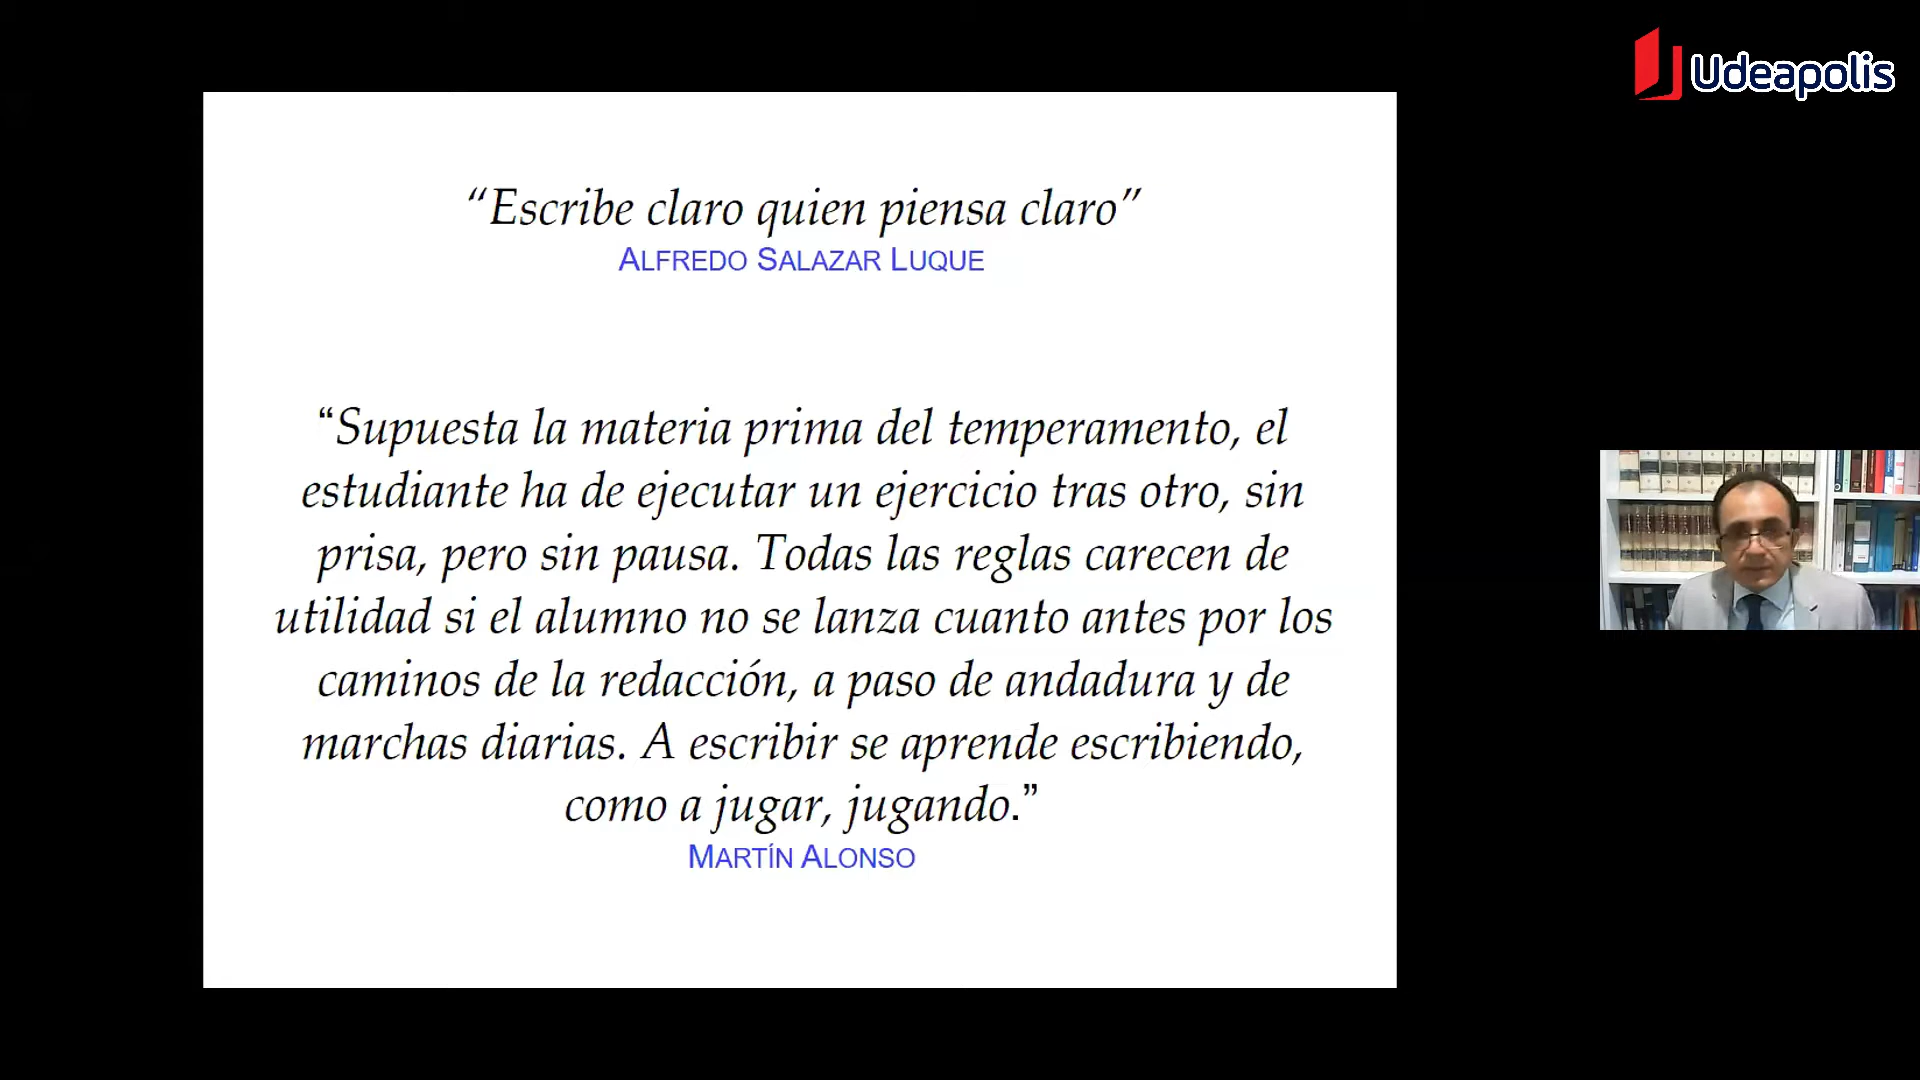 Udeapolis
“Escribe claro quien piensa claro”
ALFREDO SALAZAR LUQUE
“Supuesta la materia prima del temperamento, el
estudiante ha de ejecutar un ejercicio tras otro, sin
prisa, pero sin pausa. Todas las reglas carecen de
utilidad si el alumno no se lanza cuanto antes por los
caminos de la redacción, a paso de andadura y de
marchas diarias. A escribir se aprende escribiendo,
como a jugar, jugando.”
MARTÍN ALONSO